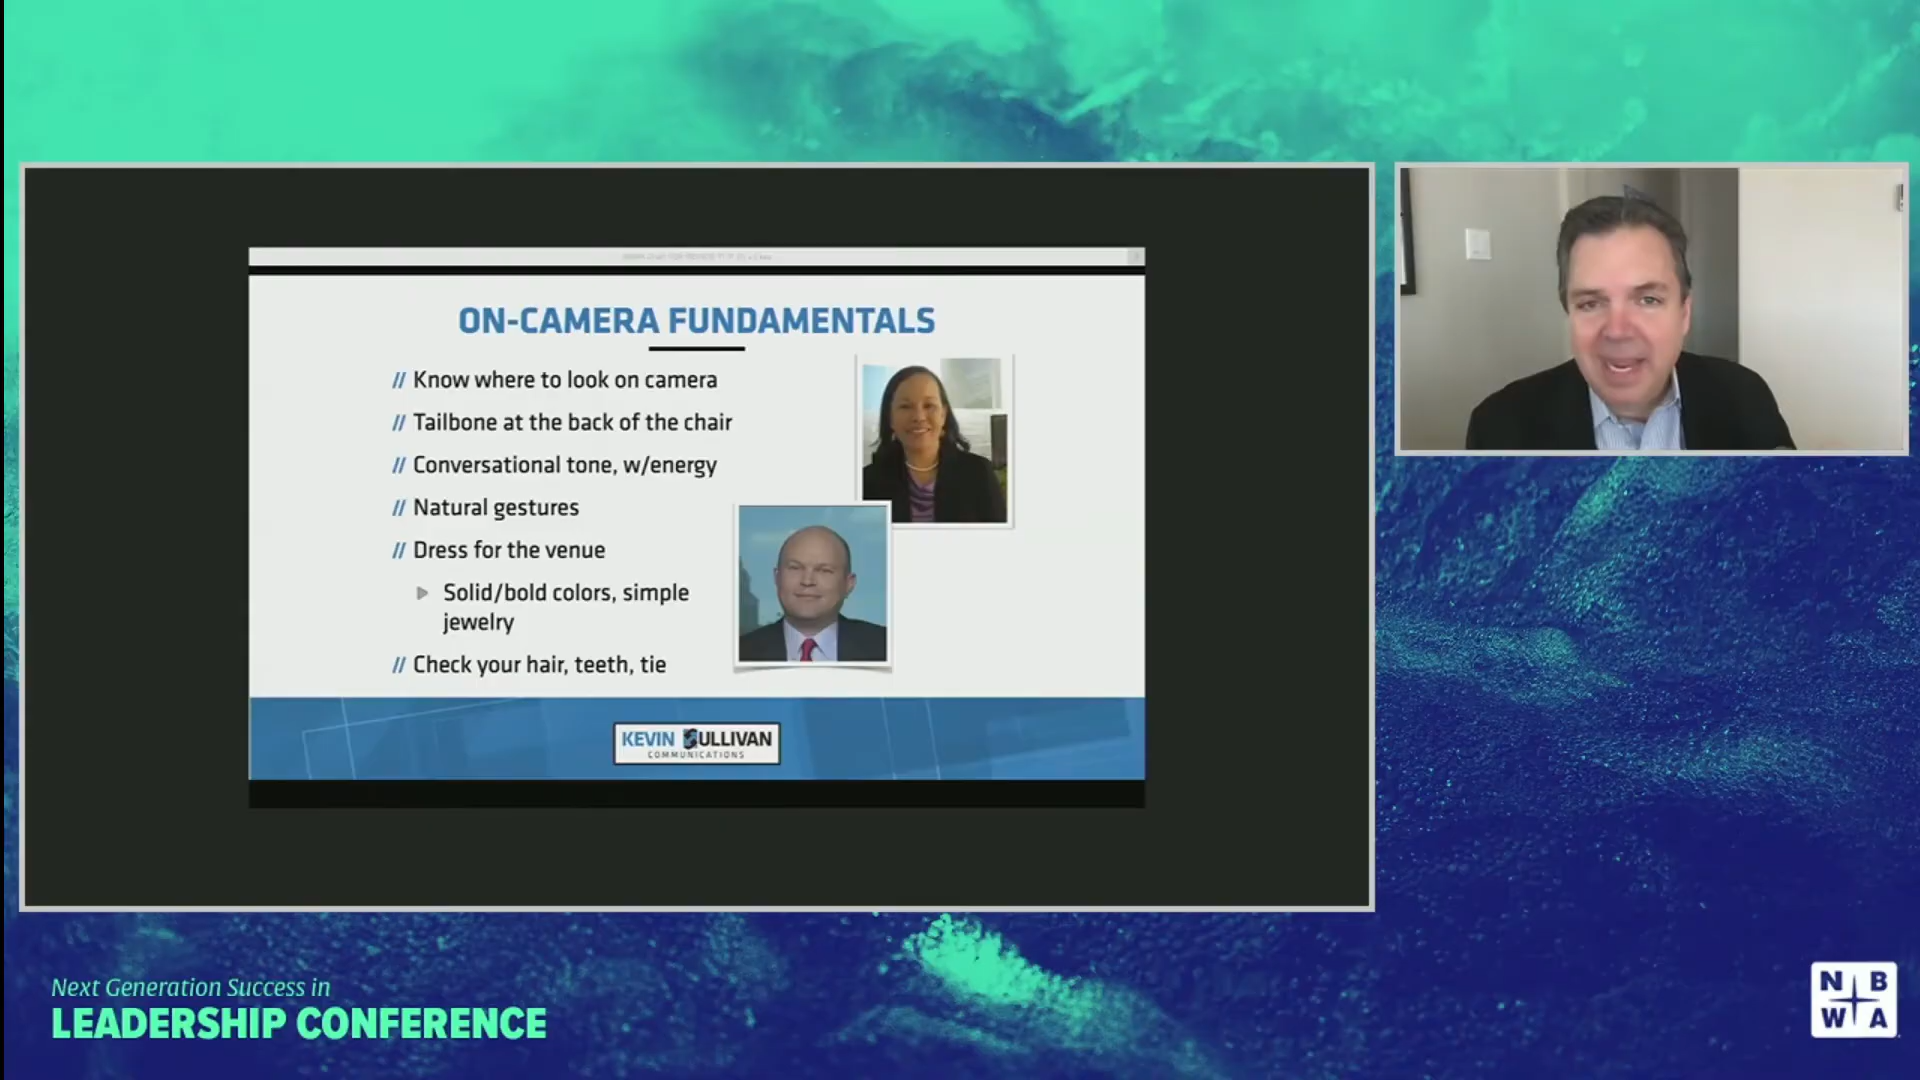 ON-CAMERA FUNDAMENTALS
// Know where to look on camera
// Tailbone at the back of the chair
// Conversational tone, w/energy
// Natural gestures
// Dress for the venue
Solid/bold colors, simple
jewelry
// Check your hair, teeth, tie
KEVIN SULLIVAN
COMMUNICATIONS
Next Generation Success in
LEADERSHIP CONFERENCE
N B
W A